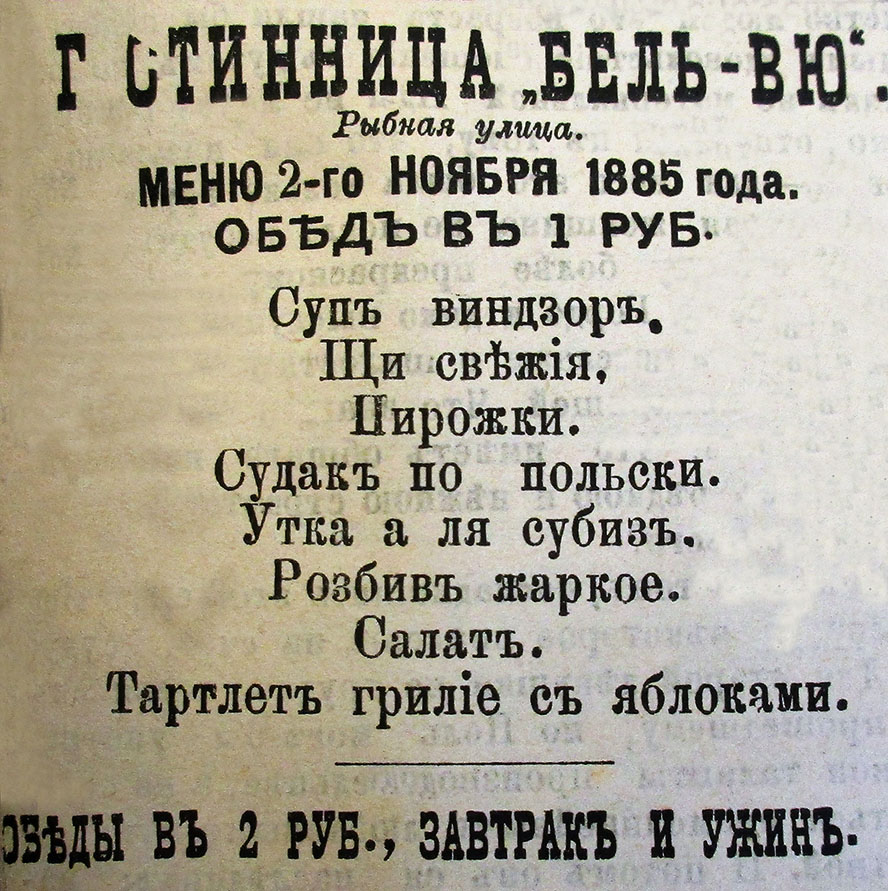 Г СТИННИЦА „БЕЛЬ-ВЮ“.
Рыбная улица.
МЕНЮ 2-го НОЯБРЯ 1885 года.
ОБѢДЪ ВЪ 1 РУБ.
Супъ виндзоръ.
Щи свѣжія,
Пирожки.
Судакъ по польски.
Утка а ля субизъ.
Розбивъ жаркое.
Салатъ.
Тартлетъ гриліе съ яблоками.
ОБѢДЫ ВЪ 2 РУБ., ЗАВТРАКЪ И УЖИНЪ.